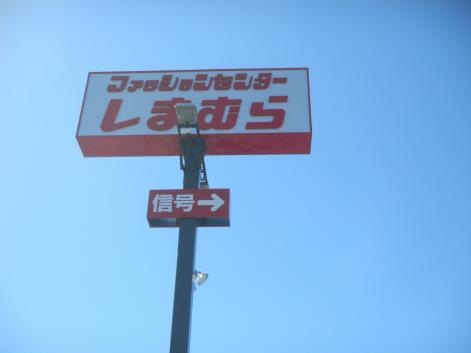 ファッションセンター
しまむら
信号→